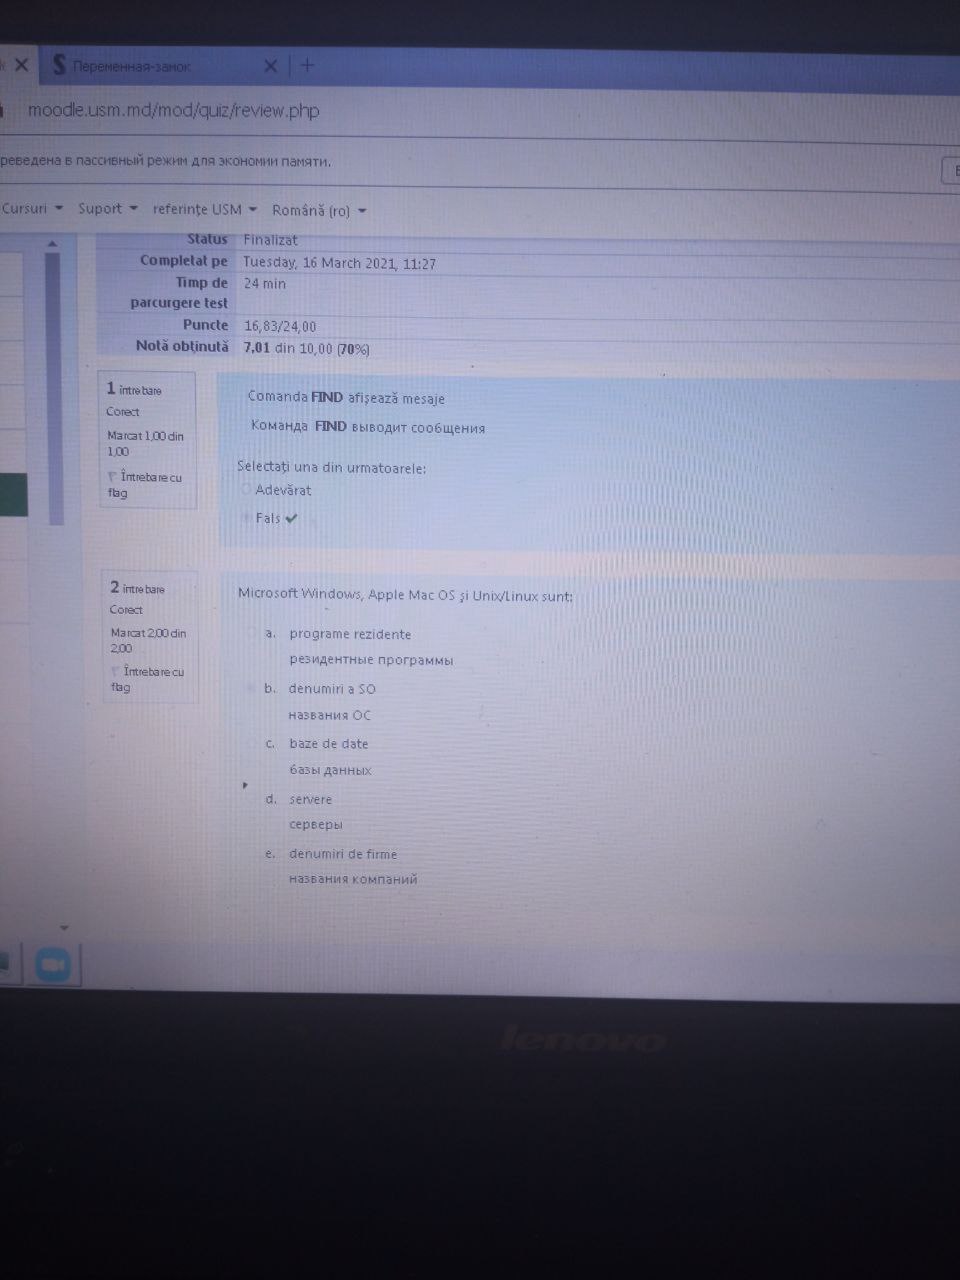 Переменная-замок
moodle.usm.md/mod/quiz/review.php
реведена в пассивный режим для экономии памяти.
Cursuri Suport referințe USM Română (ro)
Status Finalizat
Completat pe Tuesday, 16 March 2021, 11:27
Timp de 24 min
parcurgere test
Puncte 16,83/24,00
Notă obținută 7,01 din 10,00 (70%)
1 întrebare
Corect
Marcat 1,00 din
1,00
Întrebare cu
flag
Comanda FIND afișează mesaje
Команда FIND выводит сообщения
Selectați una din urmatoarele:
Adevărat
Fals
2 întrebare
Corect
Marcat 2,00 din
2,00
Întrebare cu
flag
Microsoft Windows, Apple Mac OS și Unix/Linux sunt:
a. programe rezidente
резидентные программы
b. denumiri a SO
названия ОС
c. baze de date
базы данных
d. servere
серверы
e. denumiri de firme
названия компаний
lenovo